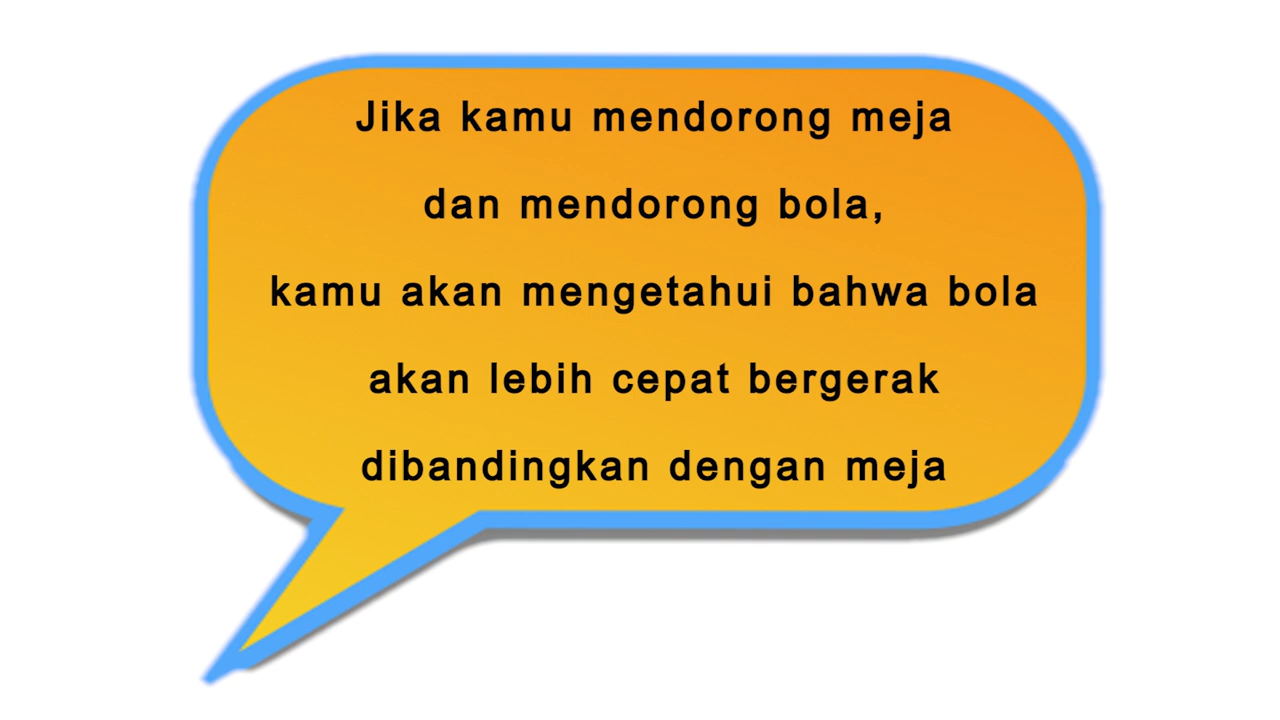 Jika kamu mendorong meja
dan mendorong bola,
kamu akan mengetahui bahwa bola
akan lebih cepat bergerak
dibandingkan dengan meja